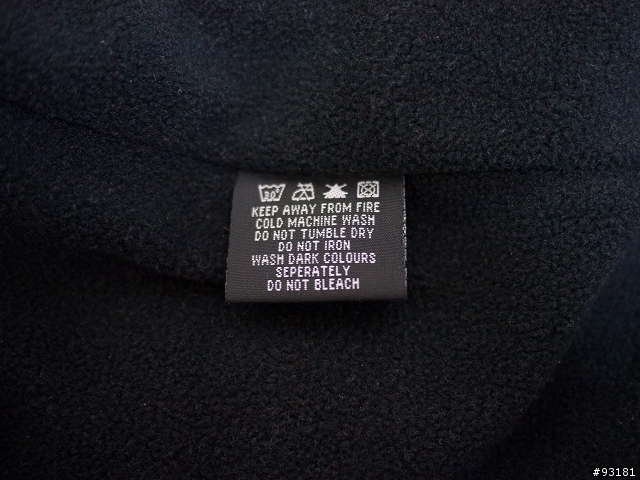 30
KEEP AWAY FROM FIRE
COLD MACHINE WASH
DO NOT TUMBLE DRY
DO NOT IRON
WASH DARK COLOURS
SEPERATELY
DO NOT BLEACH
#93181